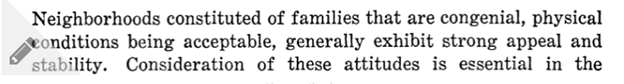 Neighborhoods constituted of families that are congenial, physical
conditions being acceptable, generally exhibit strong appeal and
stability. Consideration of these attitudes is essential in the